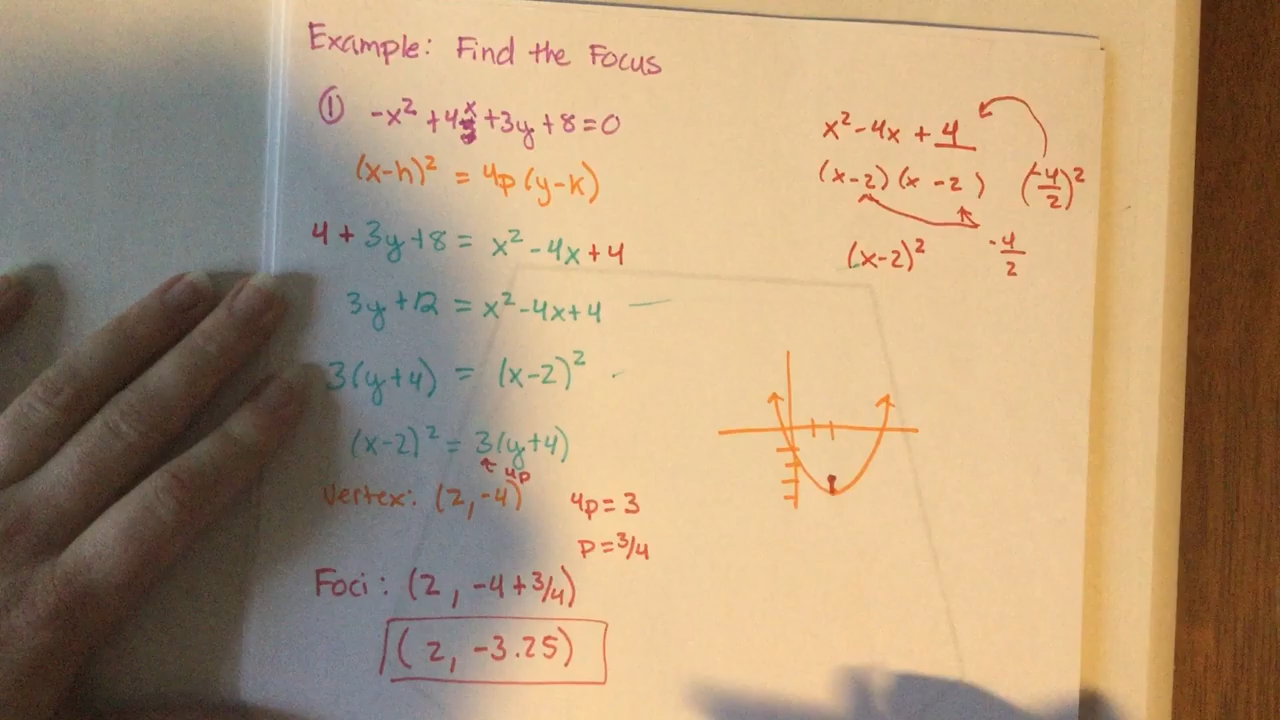 Example: Find the Focus
① -x² + 4x + 3y + 8 = 0
(x-h)² = 4p(y-k)
4 + 3y + 8 = x² - 4x + 4
3y + 12 = x² - 4x + 4
3(y+4) = (x-2)²
(x-2)² = 3(y+4)
4p
Vertex: (2, -4)
4p = 3
p = 3/4
Foci: (2, -4 + 3/4)
(2, -3.25)
x² - 4x + 4
(x-2)(x-2)
(-4/2)²
(x-2)²
-4/2